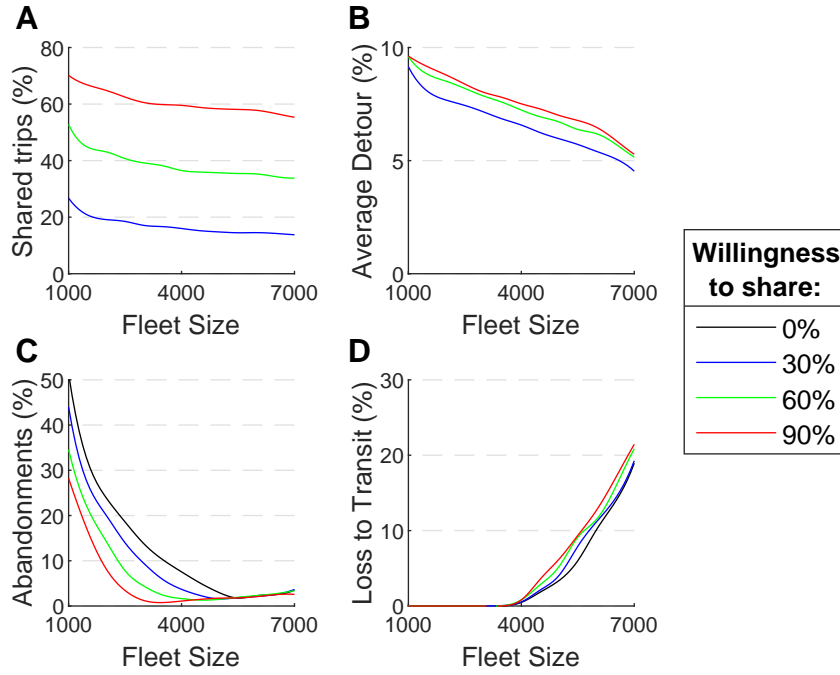 A
80
60
40
20
0
Shared trips (%)
1000 4000 7000
Fleet Size
B
10
5
0
Average Detour (%)
1000 4000 7000
Fleet Size
C
50
40
30
20
10
0
Abandonments (%)
1000 4000 7000
Fleet Size
D
30
20
10
0
Loss to Transit (%)
1000 4000 7000
Fleet Size
Willingness
to share:
0%
30%
60%
90%